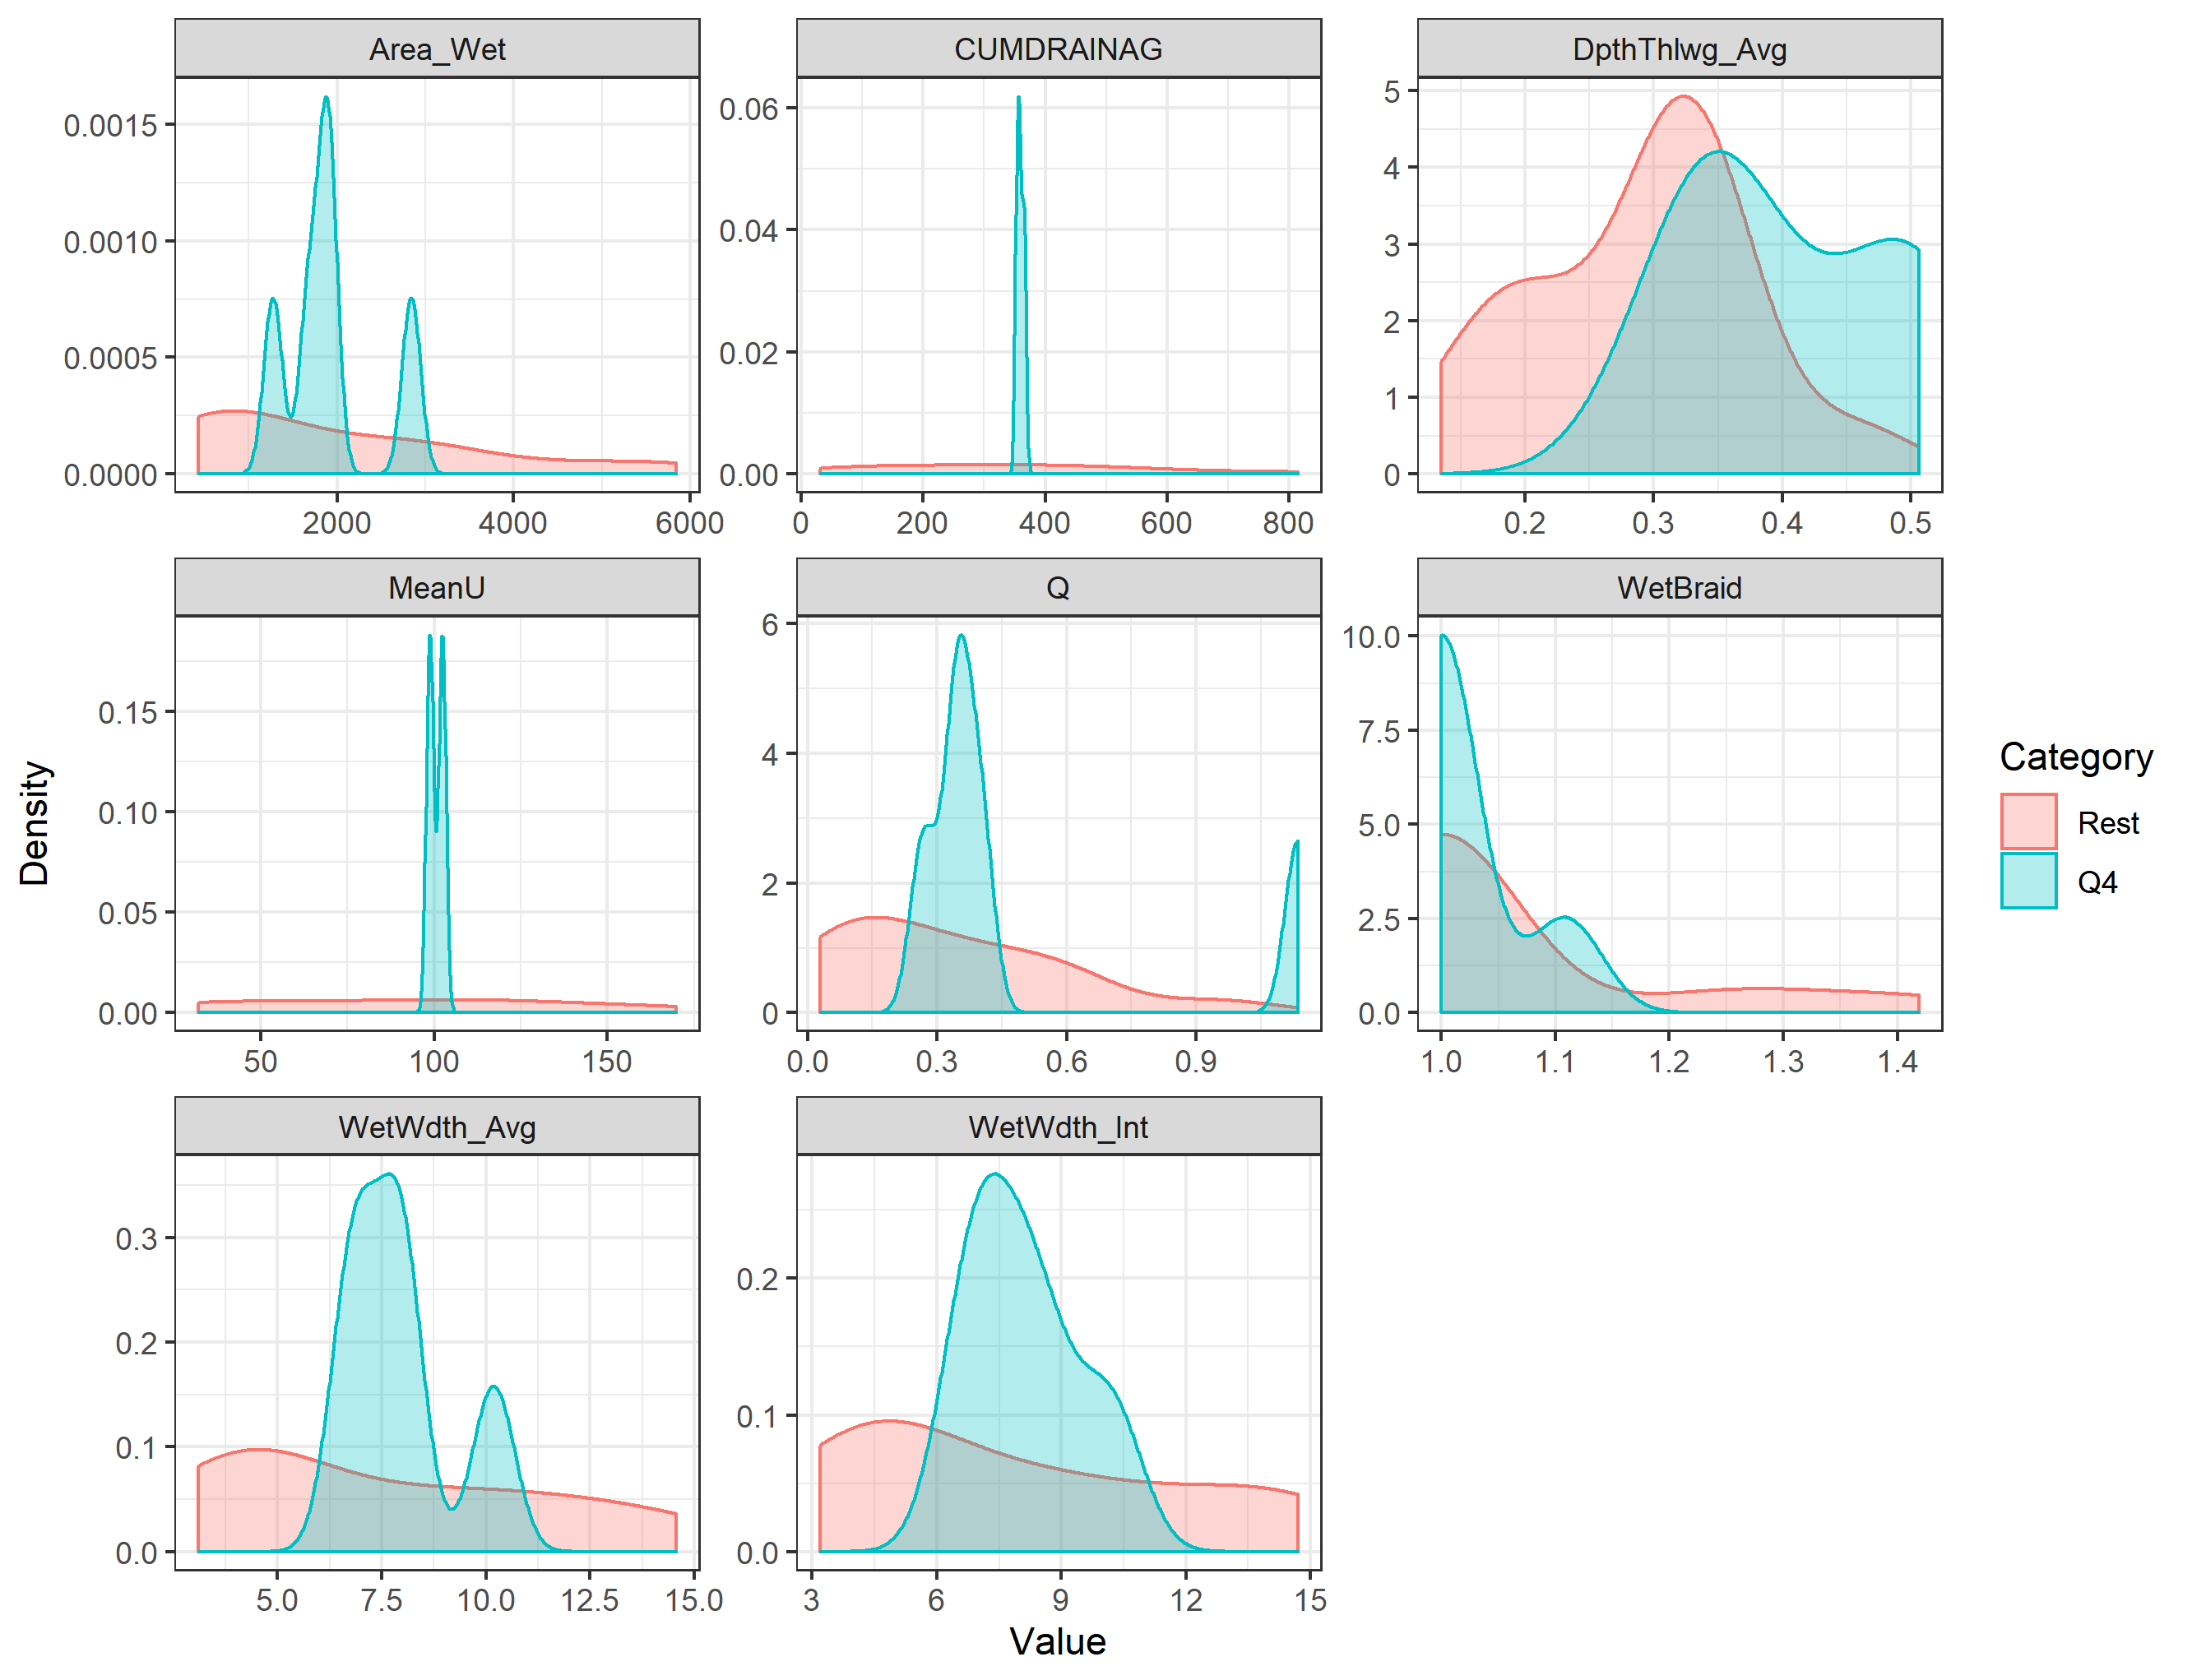 Area_Wet CUMDRAINAG DpthThlwg_Avg
0.0015 0.0010 0.0005 0.0000
0.06 0.04 0.02 0.00
5 4 3 2 1 0
2000 4000 6000
0 200 400 600 800
0.2 0.3 0.4 0.5
MeanU Q WetBraid
0.15 0.10 0.05 0.00
6 4 2 0
10.0 7.5 5.0 2.5 0.0
50 100 150
0.0 0.3 0.6 0.9
1.0 1.1 1.2 1.3 1.4
WetWdth_Avg WetWdth_Int
0.3 0.2 0.1 0.0
0.2 0.1 0.0
5.0 7.5 10.0 12.5 15.0
3 6 9 12 15
Density
Value
Category
Rest
Q4